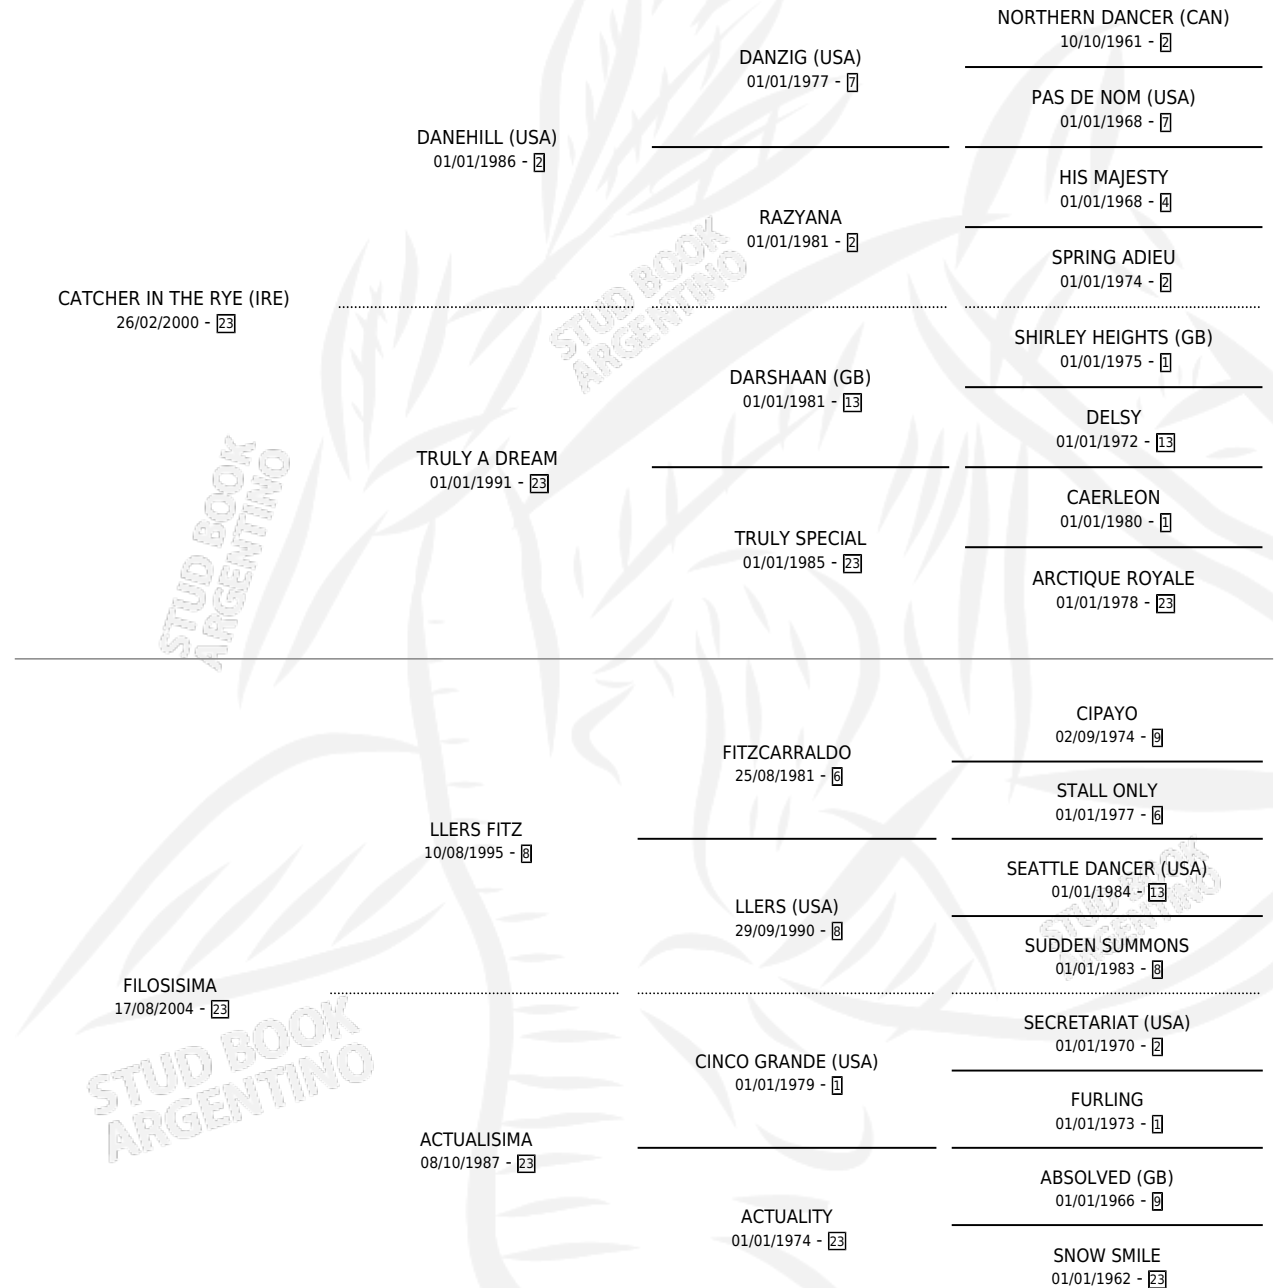 NORTHERN DANCER (CAN)
10/10/1961 - 2
DANZIG (USA)
01/01/1977 - 7
PAS DE NOM (USA)
01/01/1968 - 7
DANEHILL (USA)
01/01/1986 - 2
HIS MAJESTY
01/01/1968 - 4
RAZYANA
01/01/1981 - 2
SPRING ADIEU
01/01/1974 - 2
CATCHER IN THE RYE (IRE)
26/02/2000 - 23
STUD BOOK
ARGENTINO
SHIRLEY HEIGHTS (GB)
01/01/1975 - 1
DARSHAAN (GB)
01/01/1981 - 13
DELSY
01/01/1972 - 13
TRULY A DREAM
01/01/1991 - 23
CAERLEON
01/01/1980 - 1
TRULY SPECIAL
01/01/1985 - 23
ARCTIQUE ROYALE
01/01/1978 - 23
STUD BOOK
ARGENTINO
CIPAYO
02/09/1974 - 9
FITZCARRALDO
25/08/1981 - 6
STALL ONLY
01/01/1977 - 6
LLERS FITZ
10/08/1995 - 8
SEATTLE DANCER (USA)
01/01/1984 - 13
LLERS (USA)
29/09/1990 - 8
STUD BOOK
ARGENTINO
SUDDEN SUMMONS
01/01/1983 - 8
FILOSISIMA
17/08/2004 - 23
SECRETARIAT (USA)
01/01/1970 - 2
CINCO GRANDE (USA)
01/01/1979 - 1
STUD BOOK
ARGENTINO
FURLING
01/01/1973 - 1
ACTUALISIMA
08/10/1987 - 23
ABSOLVED (GB)
01/01/1966 - 9
ACTUALITY
01/01/1974 - 23
SNOW SMILE
01/01/1962 - 23